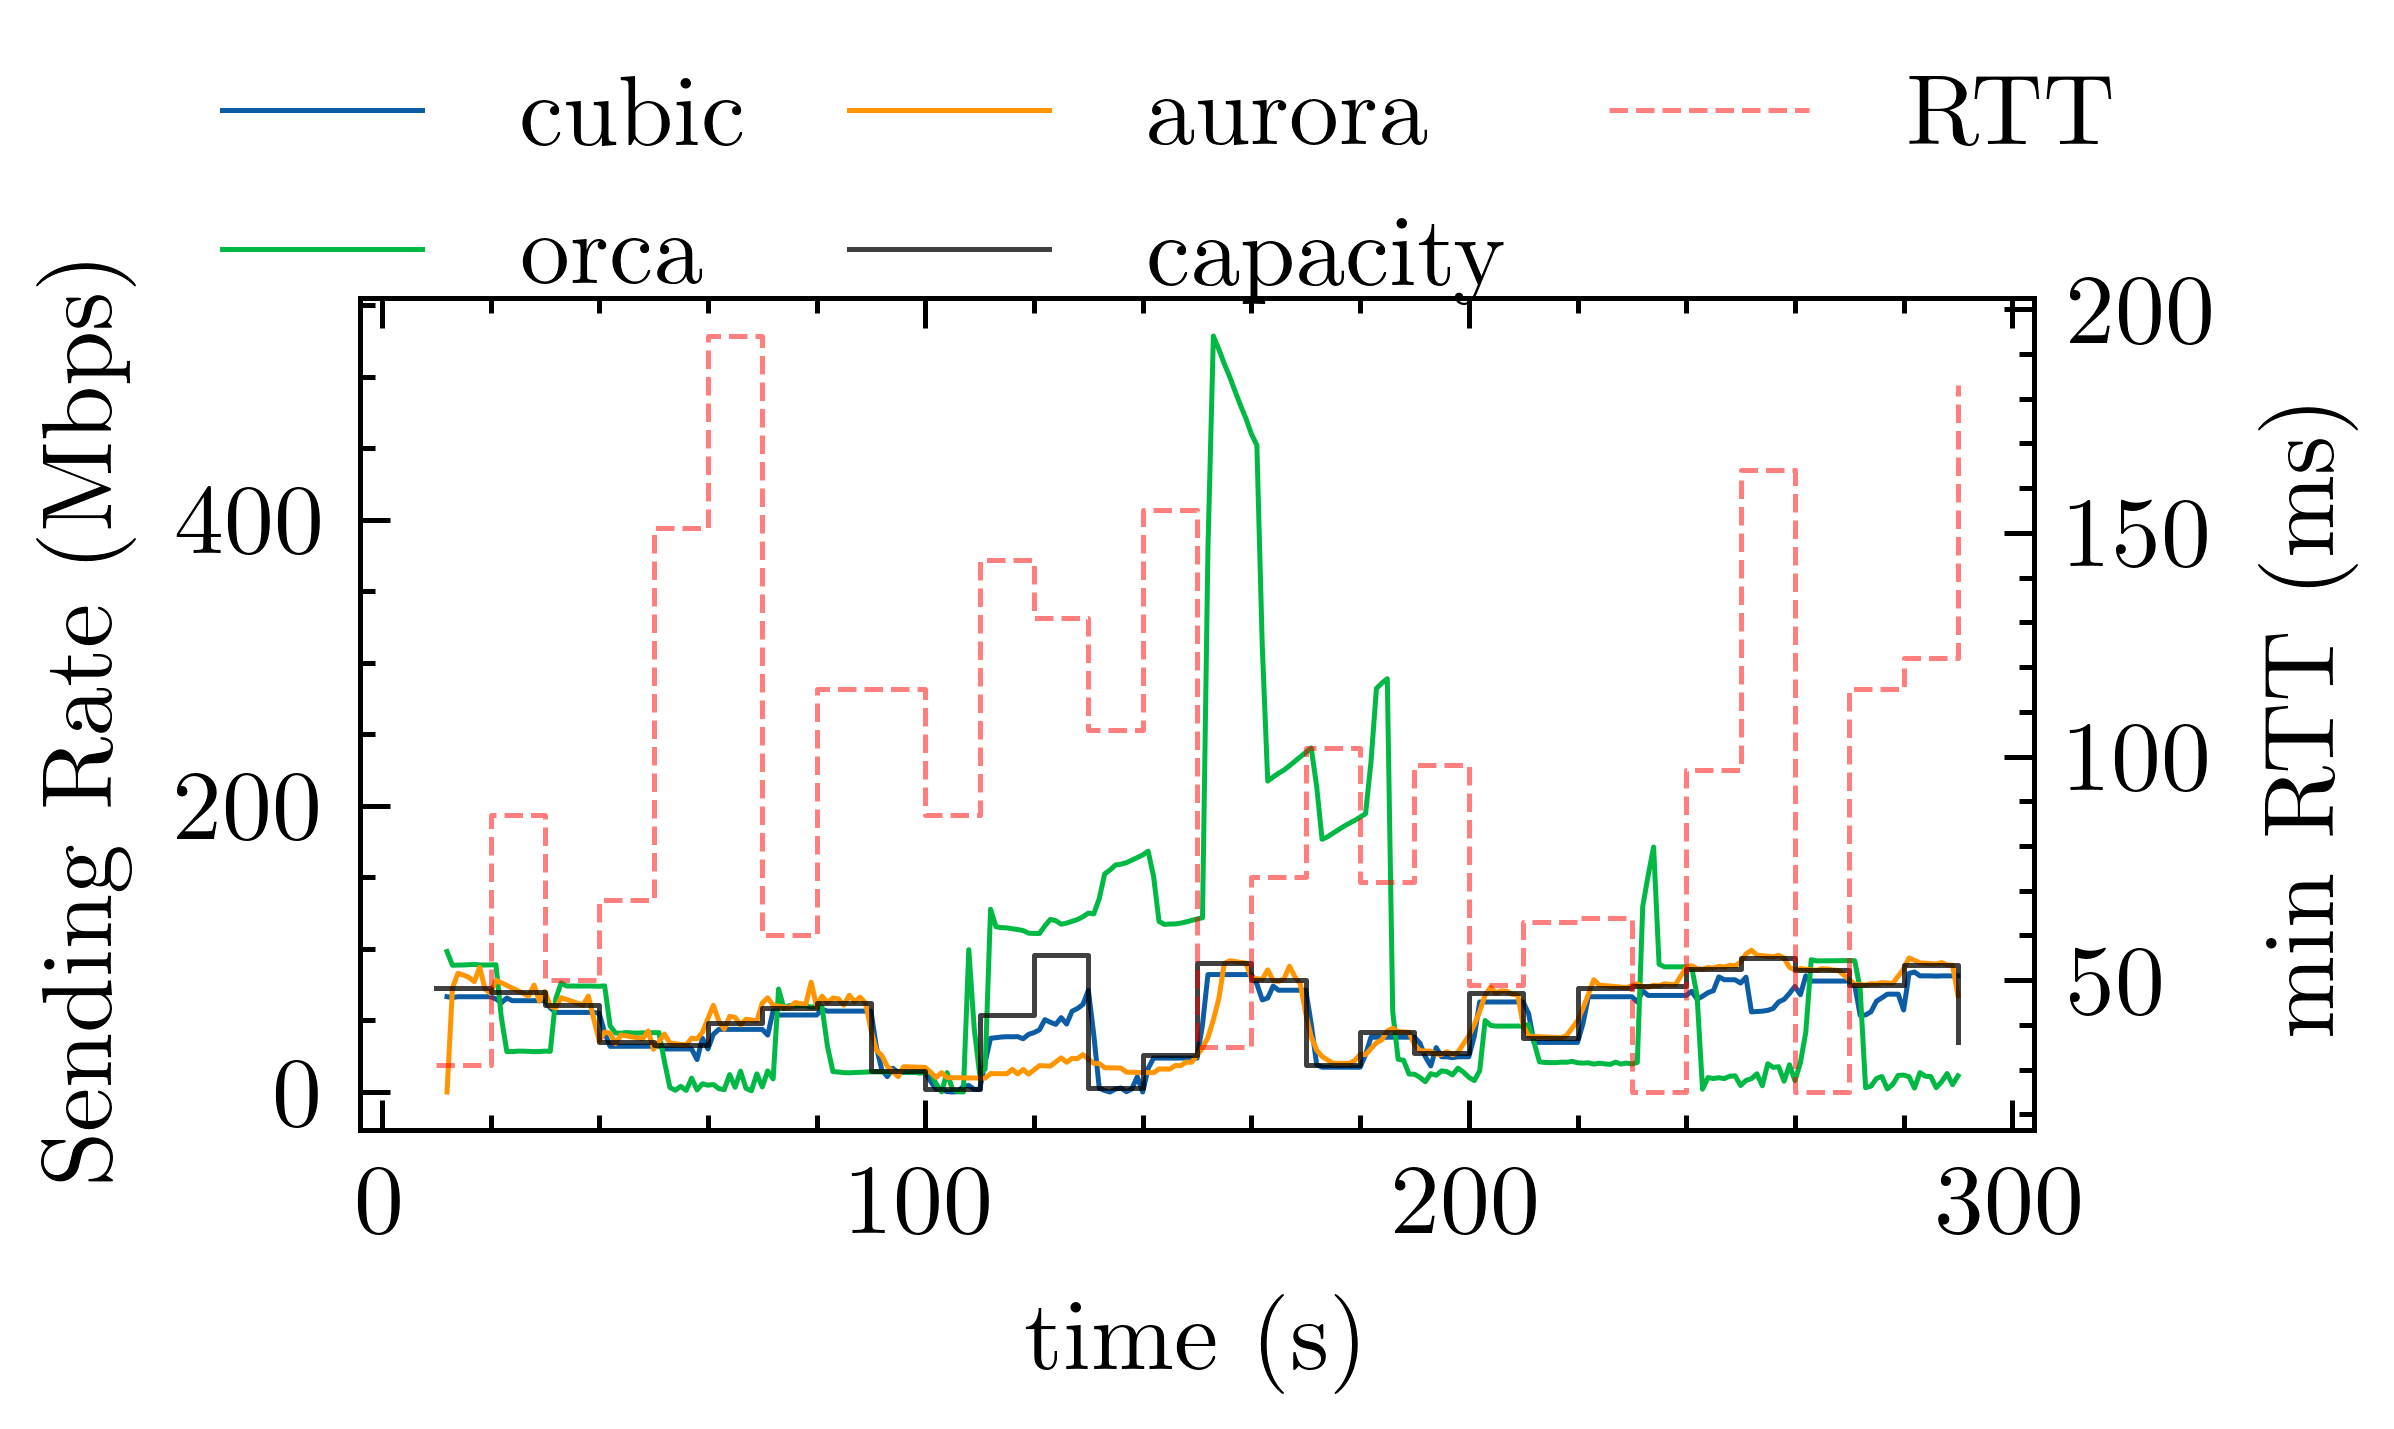 cubic
aurora
RTT
orca
capacity
Sending Rate (Mbps)
400
200
0
200
150
100
50
min RTT (ms)
0
100
200
300
time (s)